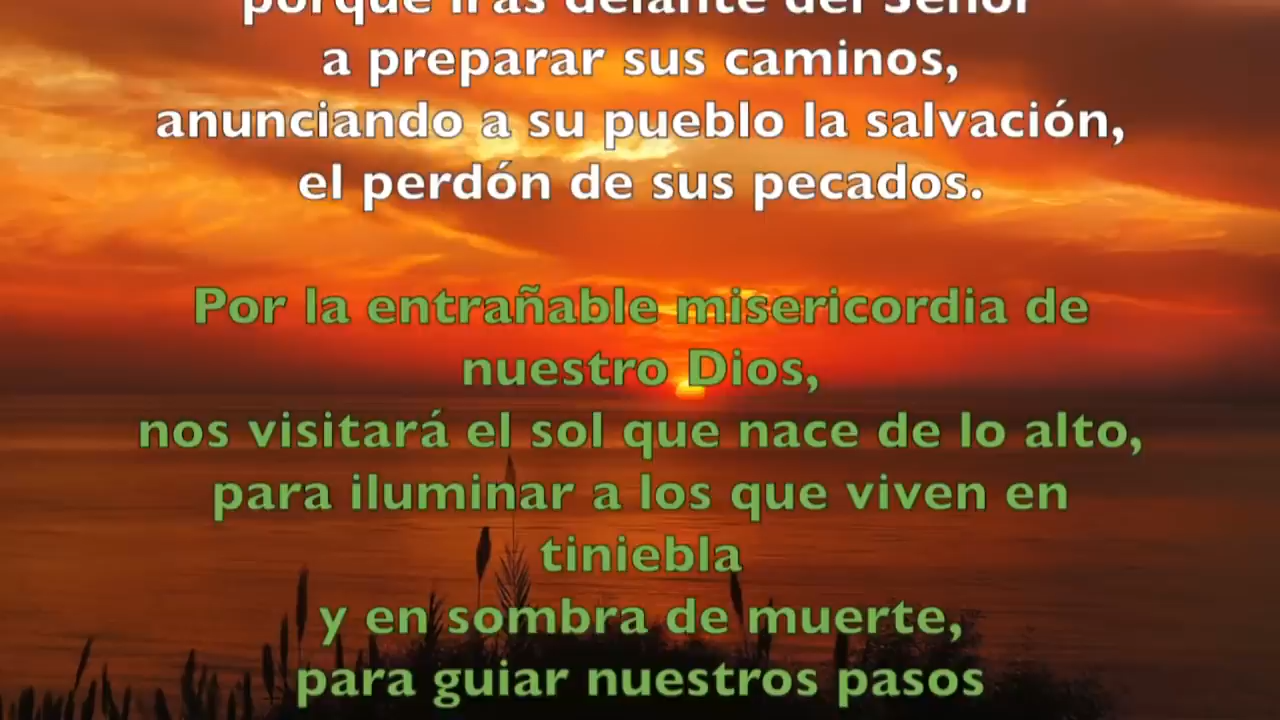 porque irás delante del Señor
a preparar sus caminos,
anunciando a su pueblo la salvación,
el perdón de sus pecados.
Por la entrañable misericordia de
nuestro Dios,
nos visitará el sol que nace de lo alto,
para iluminar a los que viven en
tiniebla
y en sombra de muerte,
para guiar nuestros pasos